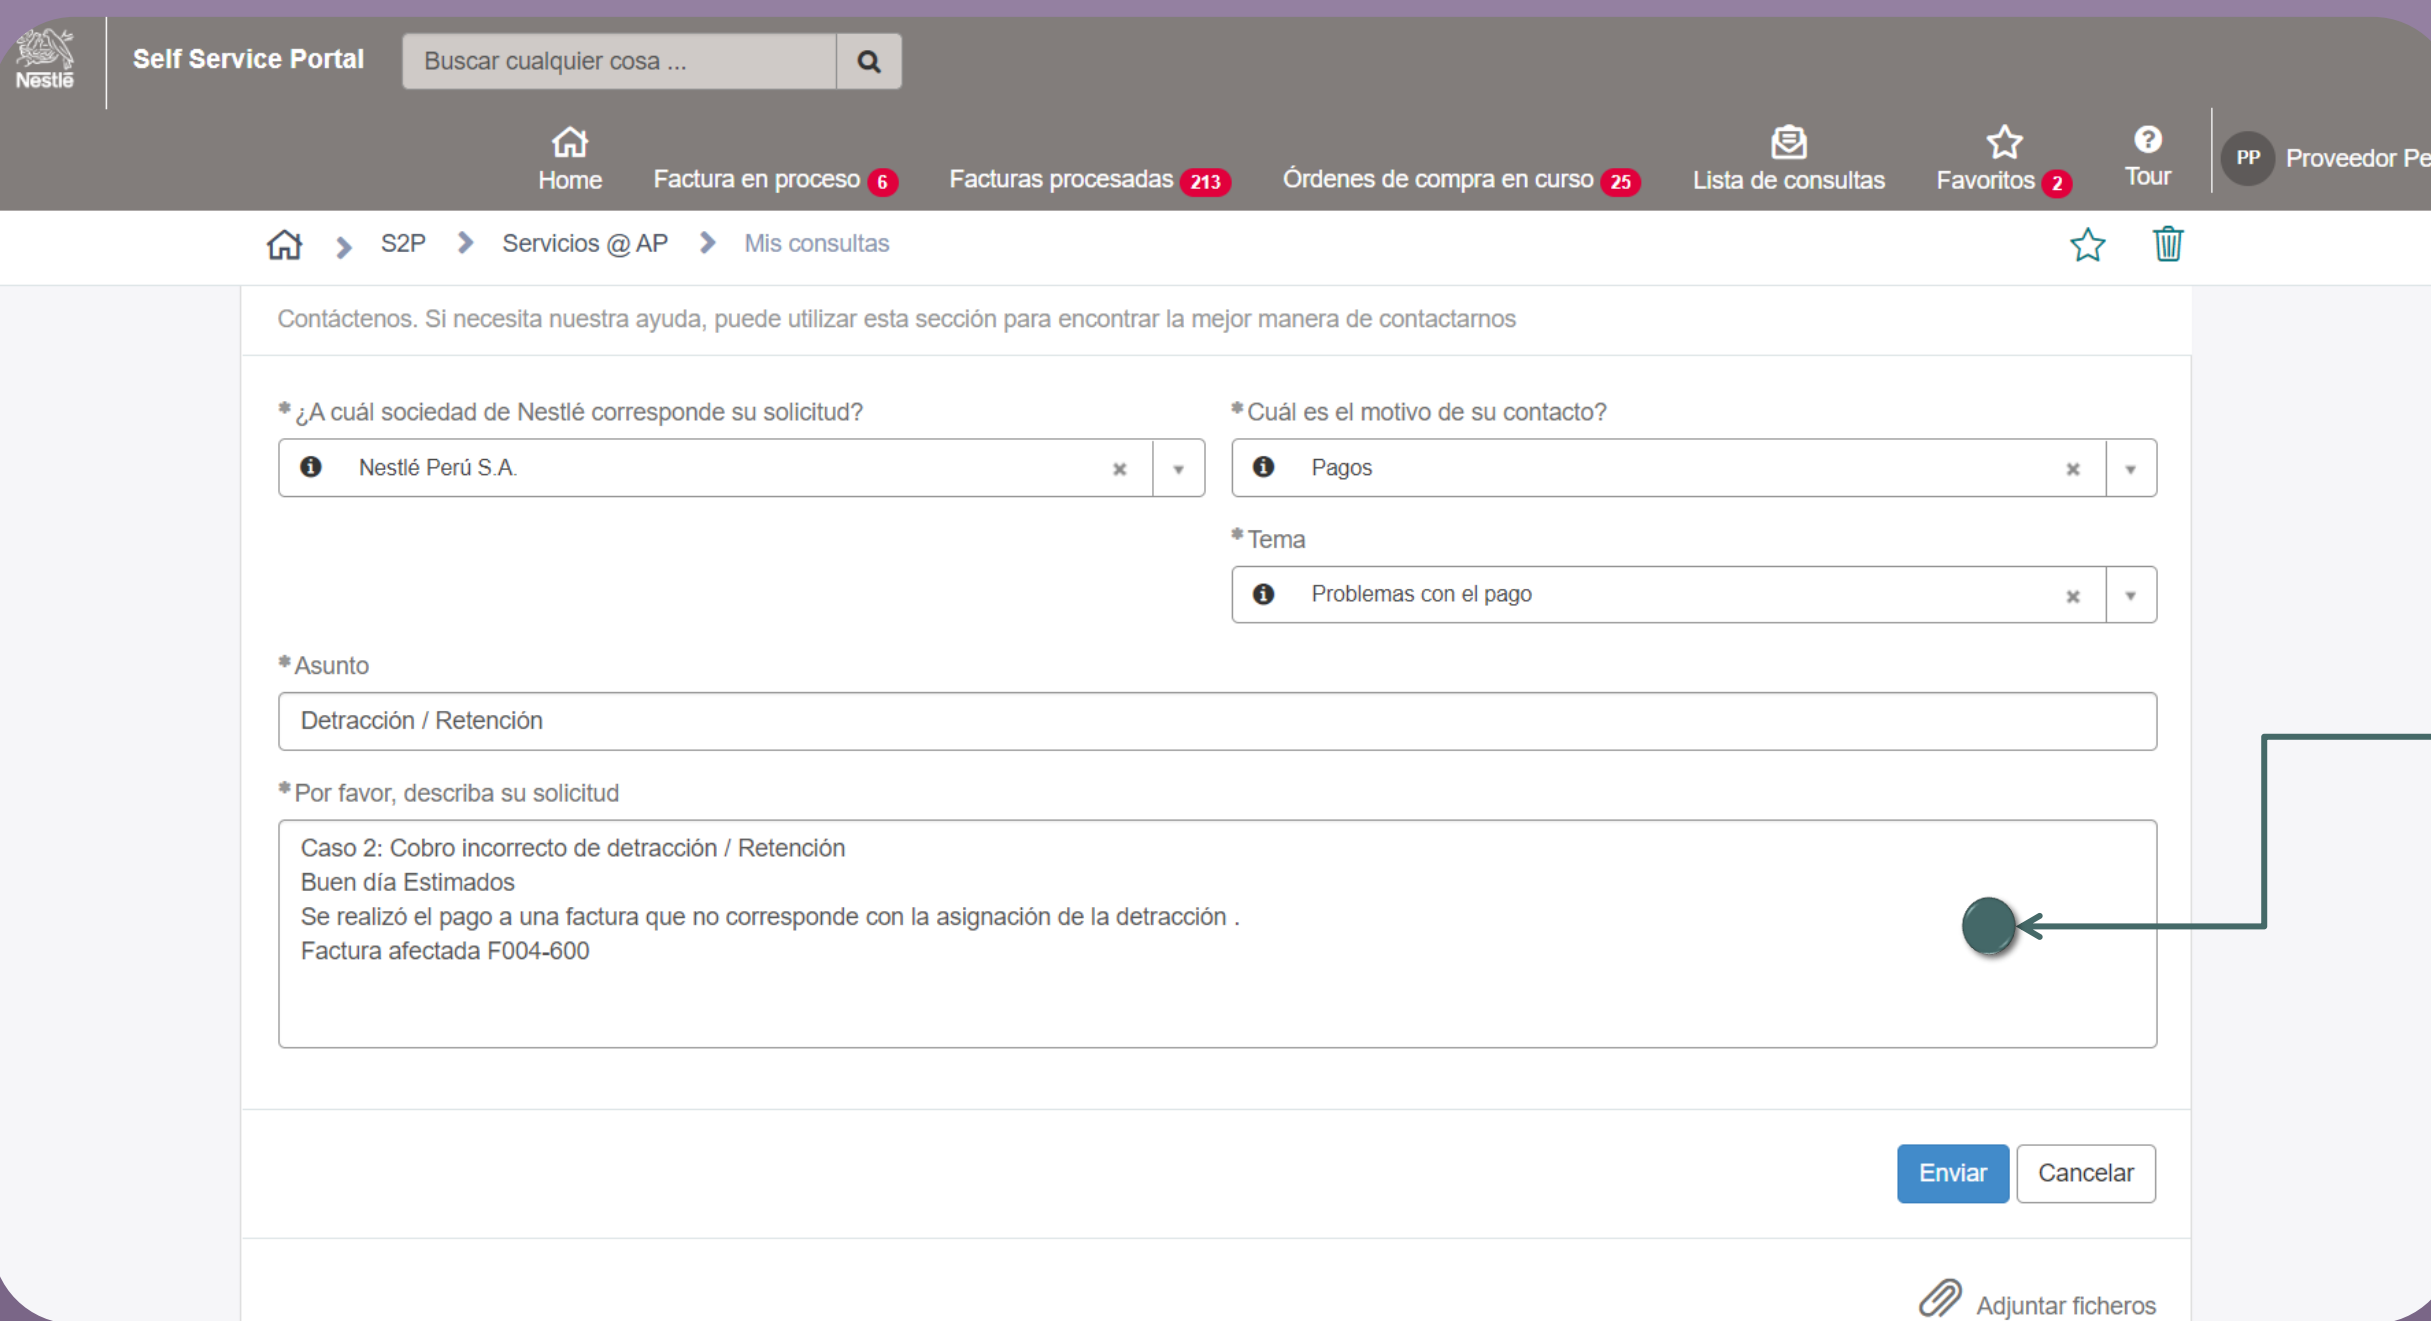 Nestlé
Self Service Portal
Buscar cualquier cosa ...
Home
Factura en proceso 6
Facturas procesadas 213
Órdenes de compra en curso 25
Lista de consultas
Favoritos 2
Tour
PP
Proveedor Pe
S2P
Servicios @ AP
Mis consultas
Contáctenos. Si necesita nuestra ayuda, puede utilizar esta sección para encontrar la mejor manera de contactarnos
* ¿A cuál sociedad de Nestlé corresponde su solicitud?
Nestlé Perú S.A.
* Cuál es el motivo de su contacto?
Pagos
* Tema
Problemas con el pago
* Asunto
Detracción / Retención
* Por favor, describa su solicitud
Caso 2: Cobro incorrecto de detracción / Retención
Buen día Estimados
Se realizó el pago a una factura que no corresponde con la asignación de la detracción .
Factura afectada F004-600
Enviar
Cancelar
Adjuntar ficheros